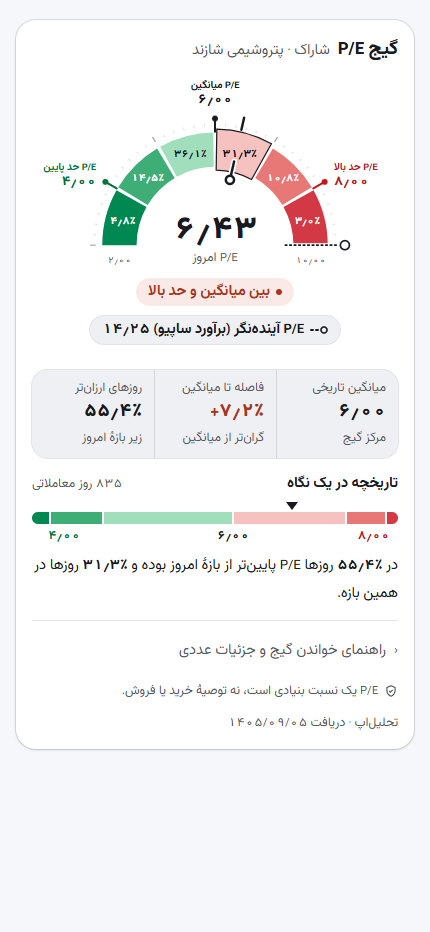 گیج P/E شاراک · پتروشیمی شازند
P/E میانگین
۶٫۰۰
P/E حد پایین
۴٫۰۰
P/E حد بالا
۸٫۰۰
۴٫۸٪
۱۴٫۵٪
۳۶٫۱٪
۳۱٫۳٪
۱۰٫۸٪
۳٫۰٪
۶٫۴۳
P/E امروز
۲٫۰۰
۱۰٫۰۰
بین میانگین و حد بالا
P/E آینده‌نگر (برآورد ساپیو) ۱۴٫۲۵
میانگین تاریخی
۶٫۰۰
مرکز گیج
فاصله تا میانگین
+۷٫۲٪
گران‌تر از میانگین
روزهای ارزان‌تر
۵۵٫۴٪
زیر بازهٔ امروز
تاریخچه در یک نگاه
۸۳۵ روز معاملاتی
۴٫۰۰
۶٫۰۰
۸٫۰۰
در ۵۵٫۴٪ روزها P/E پایین‌تر از بازهٔ امروز بوده و ۳۱٫۳٪ روزها در
همین بازه.
راهنمای خواندن گیج و جزئیات عددی
P/E یک نسبت بنیادی است، نه توصیهٔ خرید یا فروش.
تحلیل‌اپ · دریافت ۱۴۰۵/۰۹/۰۵